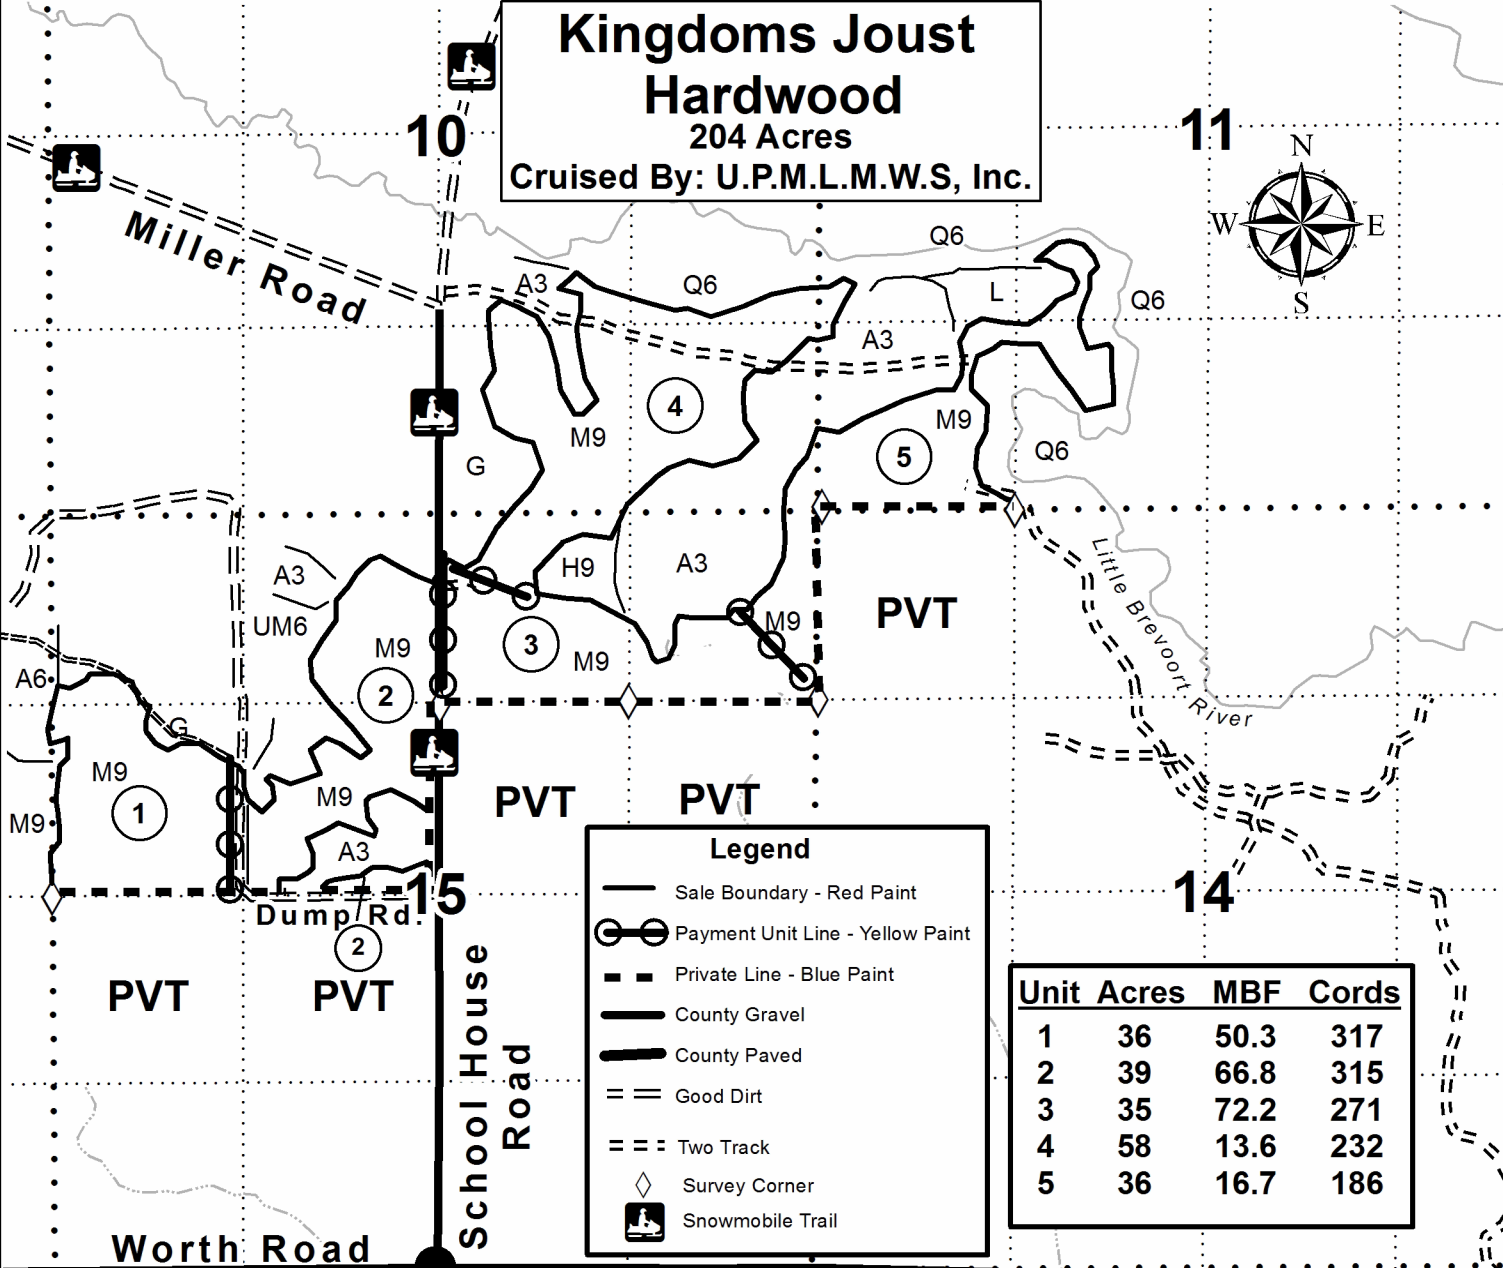 Kingdoms Joust
Hardwood
204 Acres
Cruised By: U.P.M.L.M.W.S, Inc.
10
11
N
W E
S
Miller Road
Q6
A3
Q6
L
Q6
A3
4
M9
M9
5
G
Q6
A3
H9
A3
UM6
M9
M9
PVT
3
M9
Little Brevoort River
A6
2
G
M9
1
M9
M9
A3
PVT
PVT
15
14
Dump Rd.
2
PVT
PVT
School House
Road
Worth Road
Legend
Sale Boundary - Red Paint
Payment Unit Line - Yellow Paint
Private Line - Blue Paint
County Gravel
County Paved
Good Dirt
Two Track
Survey Corner
Snowmobile Trail
Unit Acres MBF Cords
1 36 50.3 317
2 39 66.8 315
3 35 72.2 271
4 58 13.6 232
5 36 16.7 186